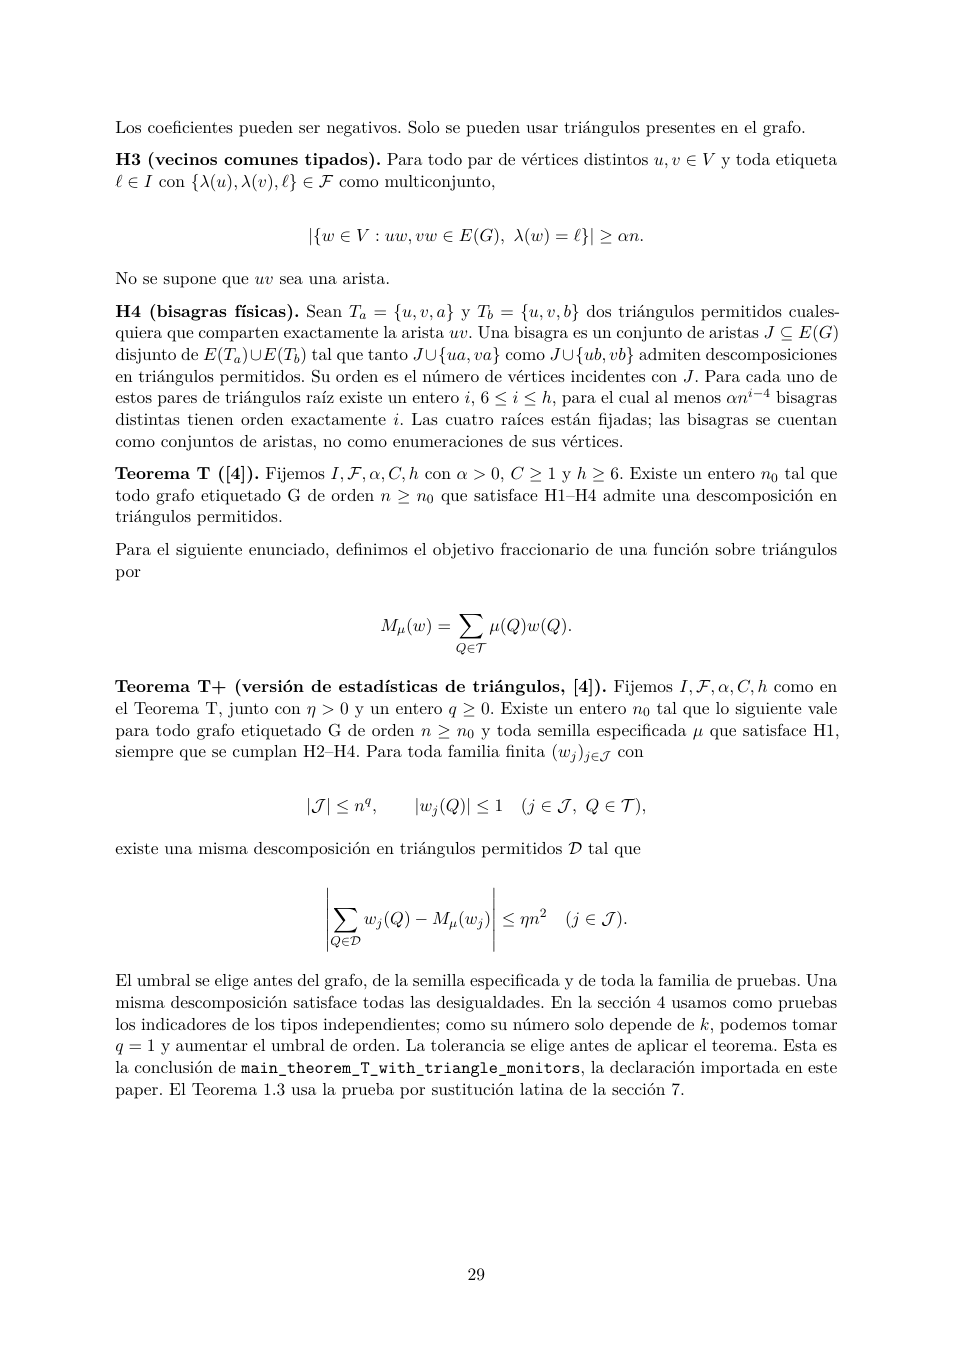 Los coeficientes pueden ser negativos. Solo se pueden usar triángulos presentes en el grafo.
H3 (vecinos comunes tipados). Para todo par de vértices distintos u, v ∈ V y toda etiqueta
ℓ ∈ I con {λ(u), λ(v), ℓ} ∈ ℱ como multiconjunto,
|{w ∈ V : uw, vw ∈ E(G), λ(w) = ℓ}| ≥ αn.
No se supone que uv sea una arista.
H4 (bisagras físicas). Sean T_a = {u, v, a} y T_b = {u, v, b} dos triángulos permitidos cuales-
quiera que comparten exactamente la arista uv. Una bisagra es un conjunto de aristas J ⊆ E(G)
disjunto de E(T_a)∪E(T_b) tal que tanto J∪{ua, va} como J∪{ub, vb} admiten descomposiciones
en triángulos permitidos. Su orden es el número de vértices incidentes con J. Para cada uno de
estos pares de triángulos raíz existe un entero i, 6 ≤ i ≤ h, para el cual al menos αn^{i−4} bisagras
distintas tienen orden exactamente i. Las cuatro raíces están fijadas; las bisagras se cuentan
como conjuntos de aristas, no como enumeraciones de sus vértices.
Teorema T ([4]). Fijemos I, ℱ, α, C, h con α > 0, C ≥ 1 y h ≥ 6. Existe un entero n_0 tal que
todo grafo etiquetado G de orden n ≥ n_0 que satisface H1–H4 admite una descomposición en
triángulos permitidos.
Para el siguiente enunciado, definimos el objetivo fraccionario de una función sobre triángulos
por
M_μ(w) = ∑_{Q∈𝒯} μ(Q)w(Q).
Teorema T+ (versión de estadísticas de triángulos, [4]). Fijemos I, ℱ, α, C, h como en
el Teorema T, junto con η > 0 y un entero q ≥ 0. Existe un entero n_0 tal que lo siguiente vale
para todo grafo etiquetado G de orden n ≥ n_0 y toda semilla especificada μ que satisface H1,
siempre que se cumplan H2–H4. Para toda familia finita (w_j)_{j∈𝒥} con
|𝒥| ≤ n^q, |w_j(Q)| ≤ 1 (j ∈ 𝒥, Q ∈ 𝒯),
existe una misma descomposición en triángulos permitidos 𝒟 tal que
|∑_{Q∈𝒟} w_j(Q) − M_μ(w_j)| ≤ ηn^2 (j ∈ 𝒥).
El umbral se elige antes del grafo, de la semilla especificada y de toda la familia de pruebas. Una
misma descomposición satisface todas las desigualdades. En la sección 4 usamos como pruebas
los indicadores de los tipos independientes; como su número solo depende de k, podemos tomar
q = 1 y aumentar el umbral de orden. La tolerancia se elige antes de aplicar el teorema. Esta es
la conclusión de main_theorem_T_with_triangle_monitors, la declaración importada en este
paper. El Teorema 1.3 usa la prueba por sustitución latina de la sección 7.
29